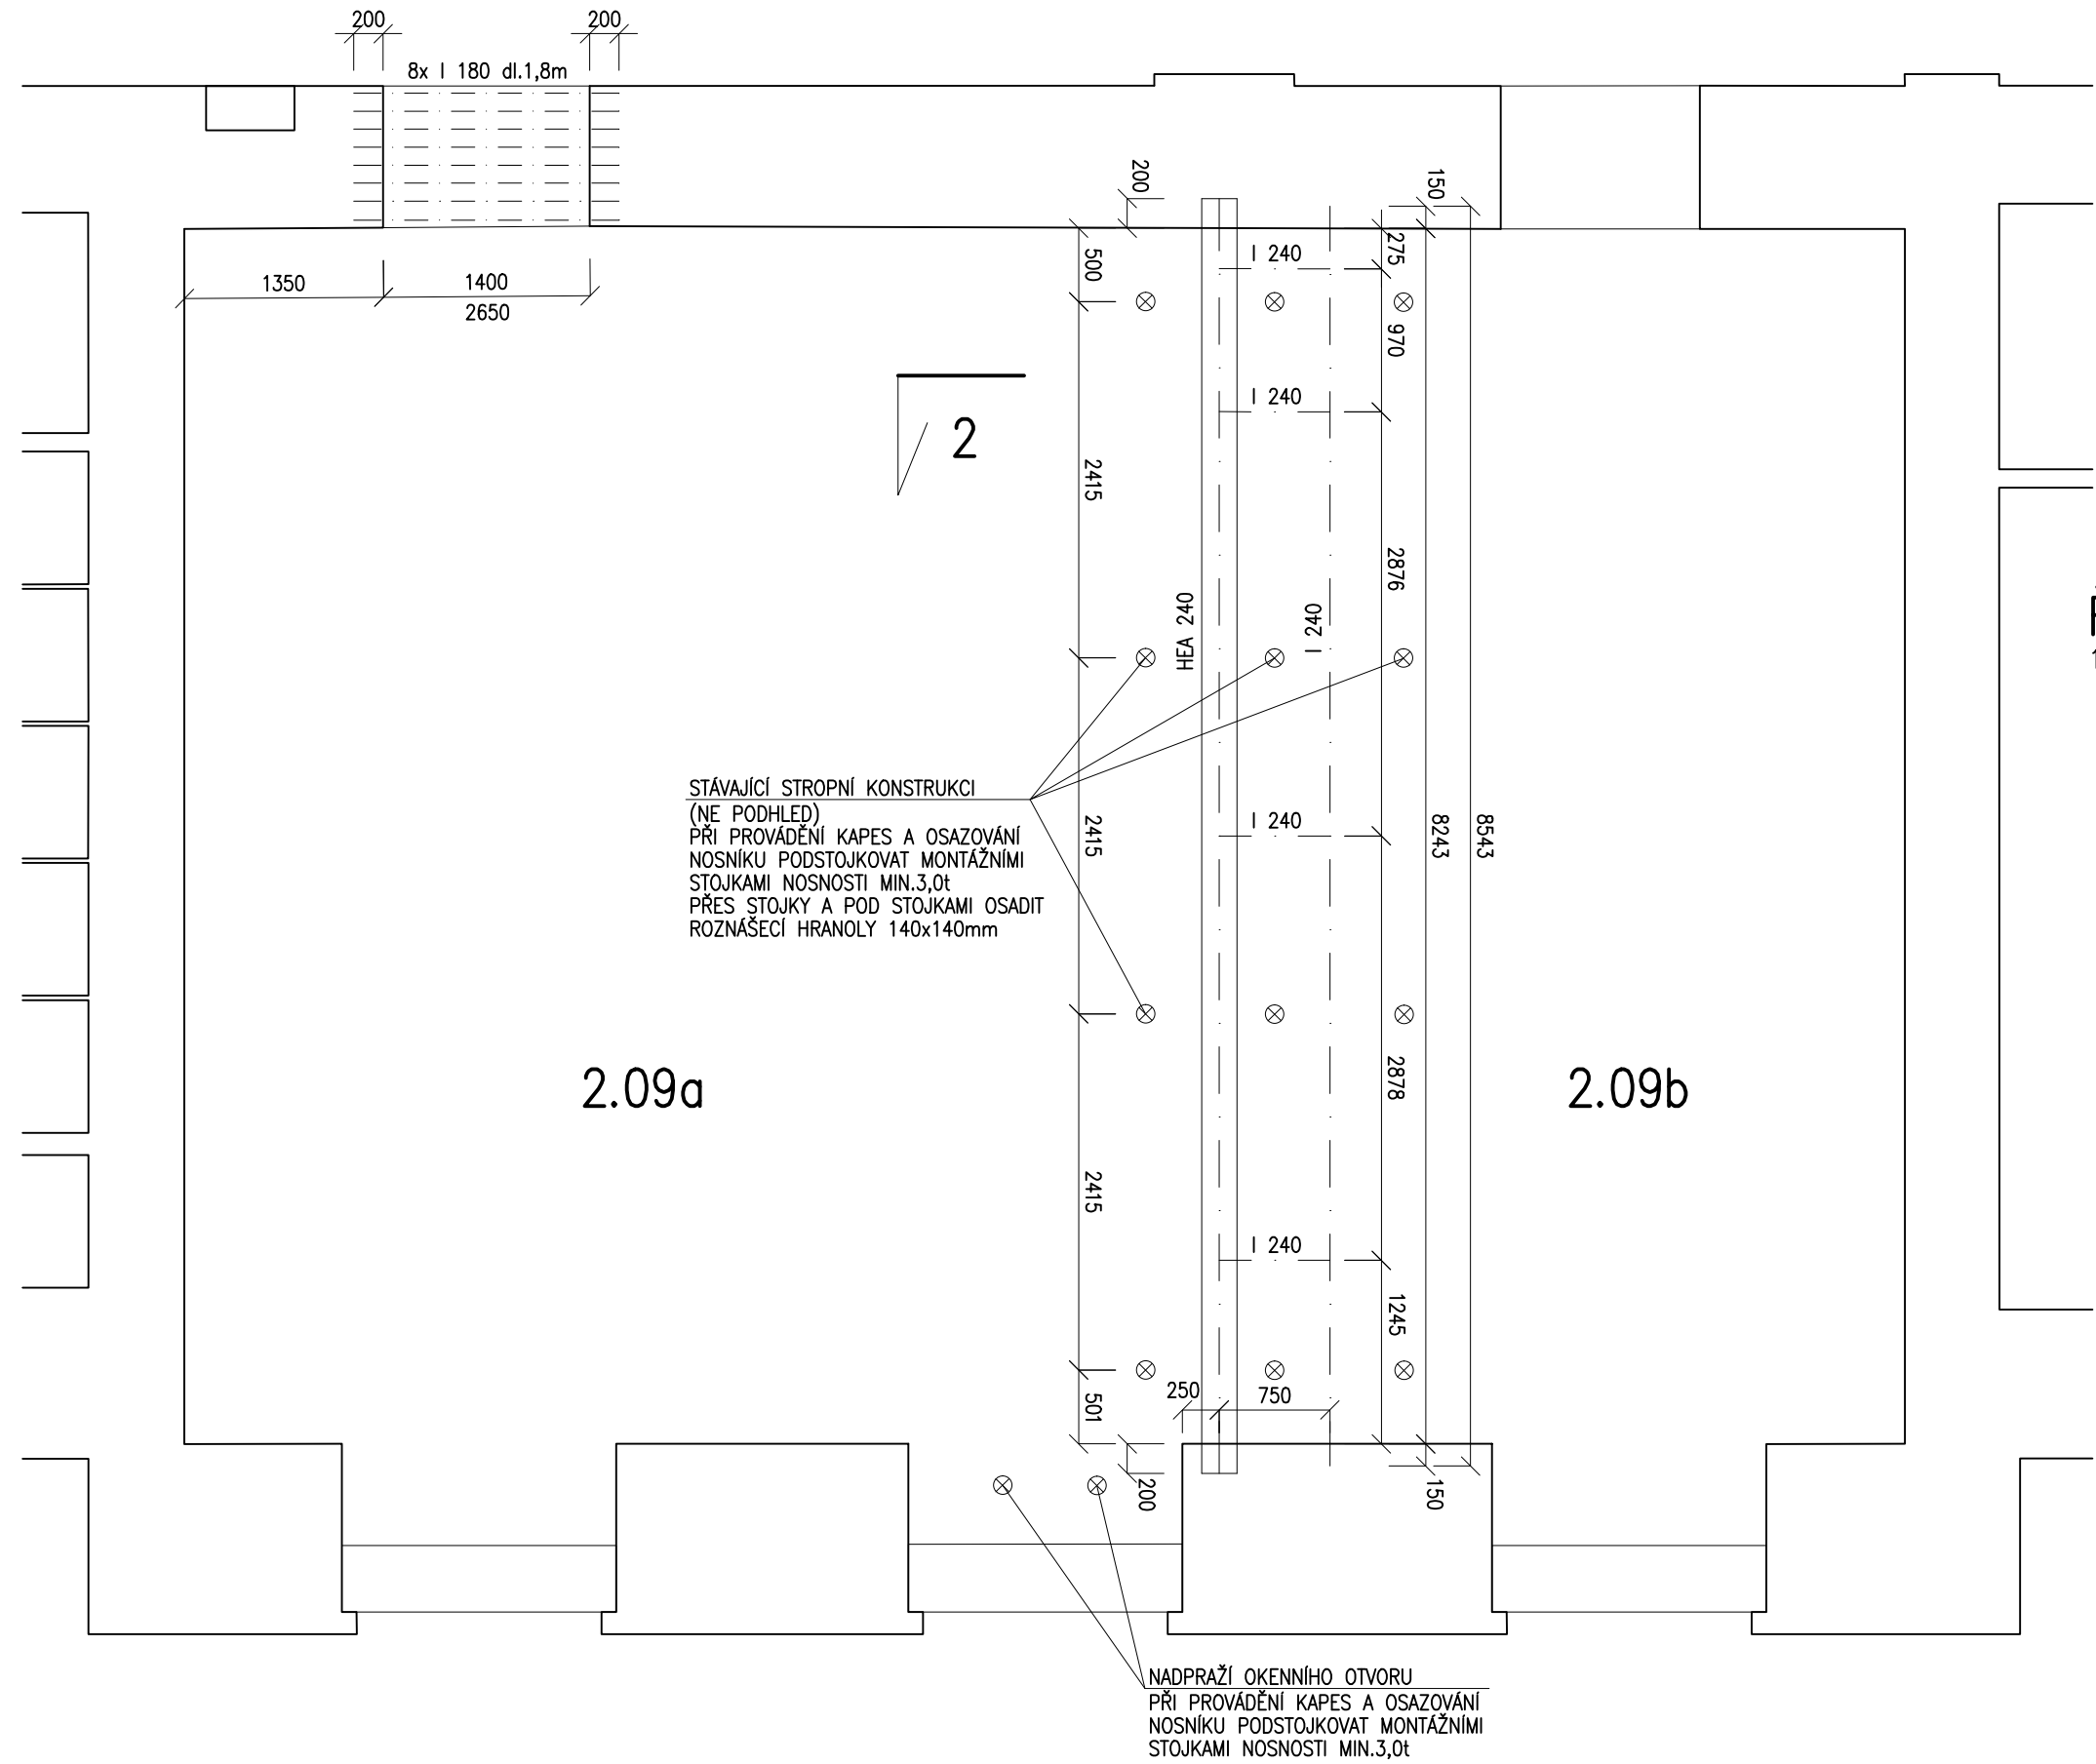 200
200
8x I 180 dl.1,8m
200
150
500
I 240
275
1350
1400
2650
970
I 240
2
2415
2876
HEA 240
I 240
STÁVAJÍCÍ STROPNÍ KONSTRUKCI
(NE PODHLED)
PŘI PROVÁDĚNÍ KAPES A OSAZOVÁNÍ
NOSNÍKU PODSTOJKOVAT MONTÁŽNÍMI
STOJKAMI NOSNOSTI MIN.3,0t
PŘES STOJKY A POD STOJKAMI OSADIT
ROZNÁŠECÍ HRANOLY 140x140mm
2415
I 240
8243
8543
2.09a
2878
2.09b
2415
I 240
1245
250
750
501
200
150
NADPRAŽÍ OKENNÍHO OTVORU
PŘI PROVÁDĚNÍ KAPES A OSAZOVÁNÍ
NOSNÍKU PODSTOJKOVAT MONTÁŽNÍMI
STOJKAMI NOSNOSTI MIN.3,0t